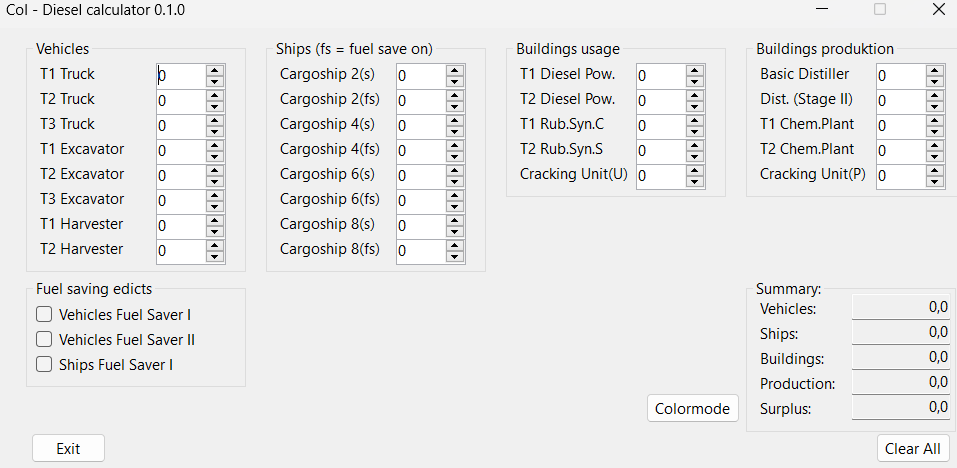 CoI - Diesel calculator 0.1.0
Vehicles
T1 Truck 0
T2 Truck 0
T3 Truck 0
T1 Excavator 0
T2 Excavator 0
T3 Excavator 0
T1 Harvester 0
T2 Harvester 0
Ships (fs = fuel save on)
Cargoship 2(s) 0
Cargoship 2(fs) 0
Cargoship 4(s) 0
Cargoship 4(fs) 0
Cargoship 6(s) 0
Cargoship 6(fs) 0
Cargoship 8(s) 0
Cargoship 8(fs) 0
Buildings usage
T1 Diesel Pow. 0
T2 Diesel Pow. 0
T1 Rub.Syn.C 0
T2 Rub.Syn.S 0
Cracking Unit(U) 0
Buildings produktion
Basic Distiller 0
Dist. (Stage II) 0
T1 Chem.Plant 0
T2 Chem.Plant 0
Cracking Unit(P) 0
Fuel saving edicts
Vehicles Fuel Saver I
Vehicles Fuel Saver II
Ships Fuel Saver I
Summary:
Vehicles: 0,0
Ships: 0,0
Buildings: 0,0
Production: 0,0
Surplus: 0,0
Colormode
Exit
Clear All